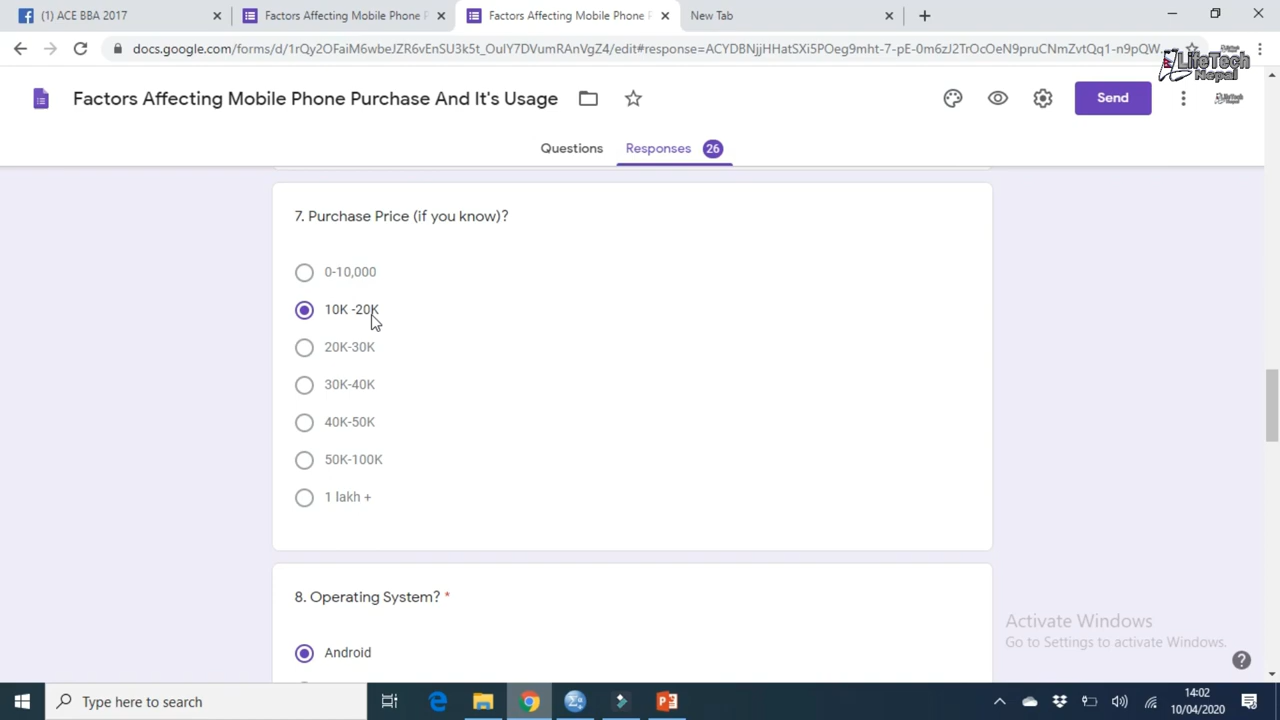 (1) ACE BBA 2017
Factors Affecting Mobile Phone P
Factors Affecting Mobile Phone P
New Tab
docs.google.com/forms/d/1rQy2OFaiM6wbeJZR6vEnSU3k5t_OulY7DVumRAnVgZ4/edit#response=ACYDBNjjHHatSXi5POeg9mht-7-pE-0m6zJ2TrOcOeN9pruCNmZvtQq1-n9pQW...
LifeTech
Nepal
Factors Affecting Mobile Phone Purchase And It's Usage
Send
Questions
Responses 26
7. Purchase Price (if you know)?
0-10,000
10K -20K
20K-30K
30K-40K
40K-50K
50K-100K
1 lakh +
8. Operating System? *
Android
Activate Windows
Go to Settings to activate Windows.
Type here to search
14:02
10/04/2020